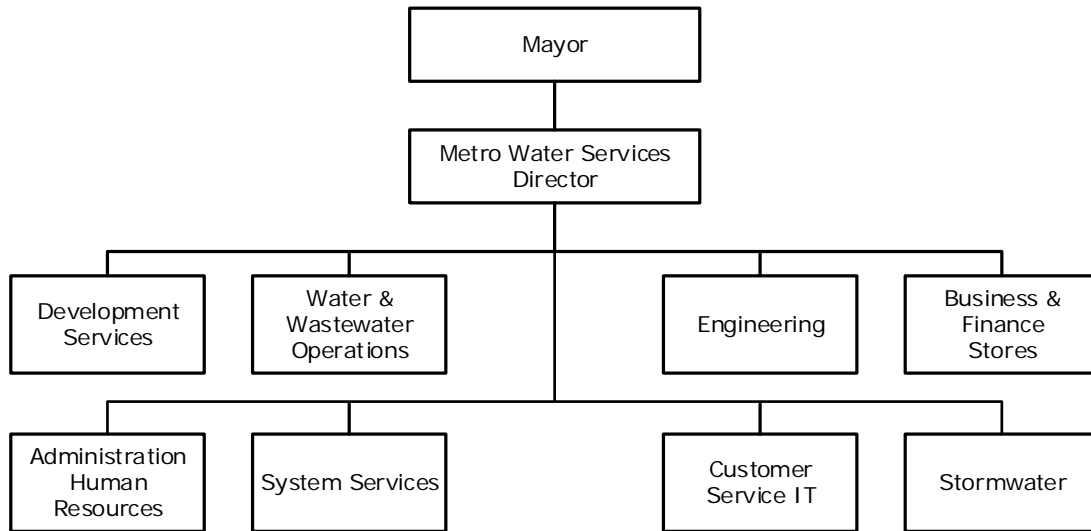 Mayor
Metro Water Services
Director
Development
Services
Water &
Wastewater
Operations
Engineering
Business &
Finance
Stores
Administration
Human
Resources
System Services
Customer
Service IT
Stormwater